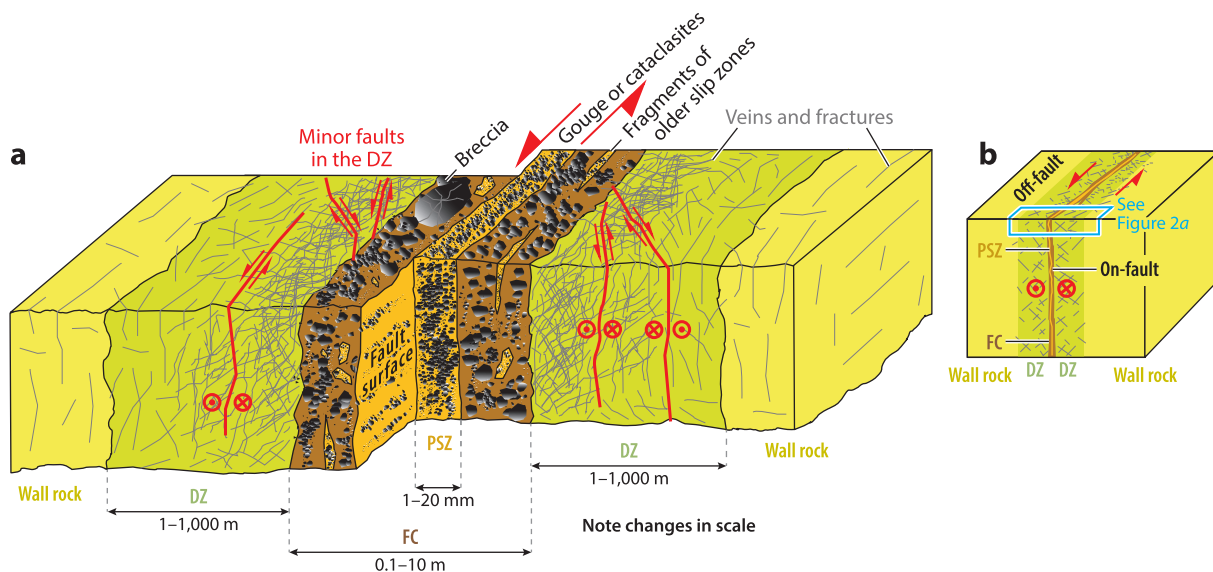 a
Minor faults
in the DZ
Breccia
Gouge or cataclasites
Fragments of
older slip zones
Veins and fractures
Fault
surface
PSZ
1–20 mm
DZ
1–1,000 m
Wall rock
Wall rock
DZ
1–1,000 m
FC
0.1–10 m
Note changes in scale
b
Off-fault
See
Figure 2a
PSZ
On-fault
FC
Wall rock
DZ
DZ
Wall rock